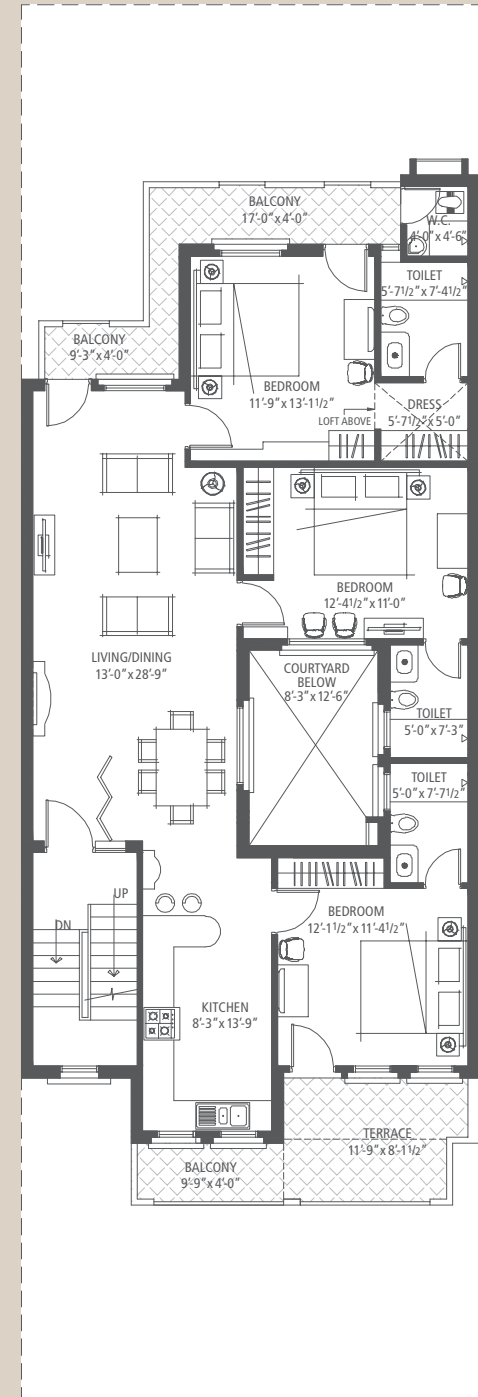 BALCONY
17'-0" x 4'-0"
W.C.
4'-0" x 4'-6"
TOILET
5'-71/2" x 7'-41/2"
BALCONY
9'-3" x 4'-0"
BEDROOM
11'-9" x 13'-11/2"
LOFT ABOVE
DRESS
5'-71/2" x 5'-0"
BEDROOM
12'-41/2" x 11'-0"
LIVING/DINING
13'-0" x 28'-9"
COURTYARD
BELOW
8'-3" x 12'-6"
TOILET
5'-0" x 7'-3"
TOILET
5'-0" x 7'-71/2"
UP
DN
BEDROOM
12'-11/2" x 11'-41/2"
KITCHEN
8'-3" x 13'-9"
TERRACE
11'-9" x 8'-11/2"
BALCONY
9'-9" x 4'-0"